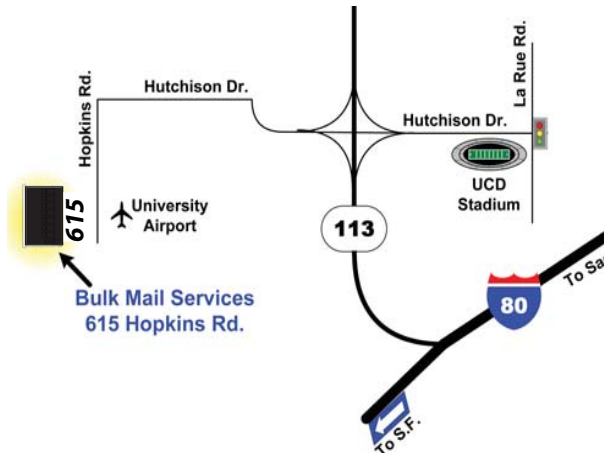 La Rue Rd.
Hopkins Rd.
Hutchison Dr.
Hutchison Dr.
UCD
Stadium
615
University
Airport
113
80
To
Bulk Mail Services
615 Hopkins Rd.
To S.F.